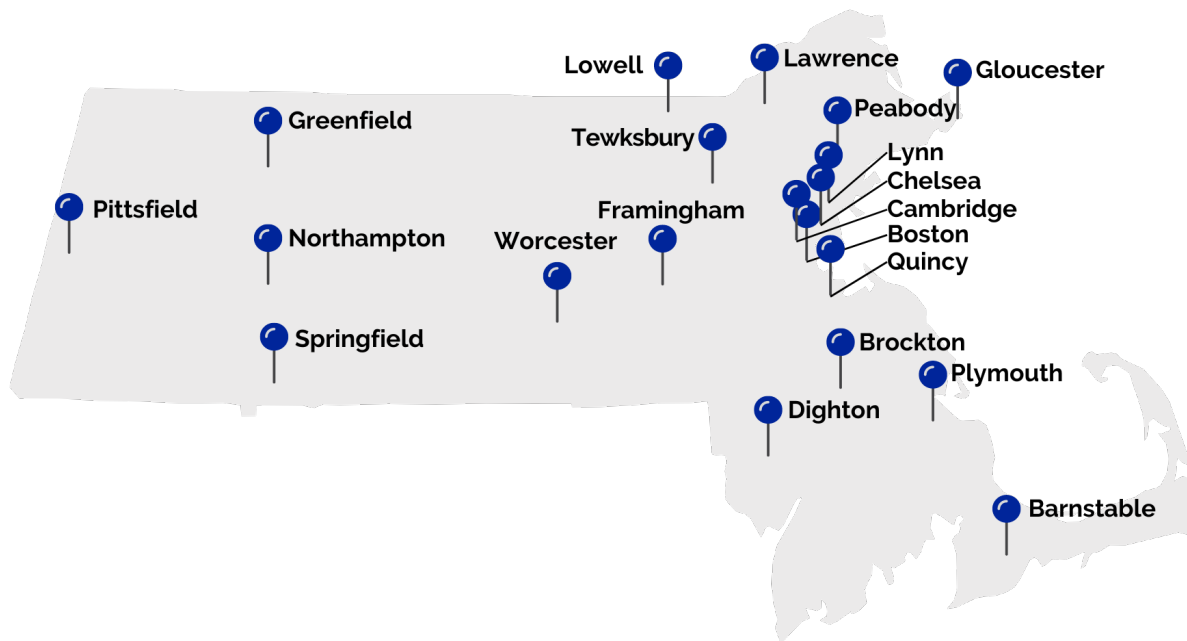 Lowell
Lawrence
Gloucester
Peabody
Greenfield
Tewksbury
Lynn
Chelsea
Pittsfield
Framingham
Cambridge
Northampton
Worcester
Boston
Quincy
Springfield
Brockton
Plymouth
Dighton
Barnstable